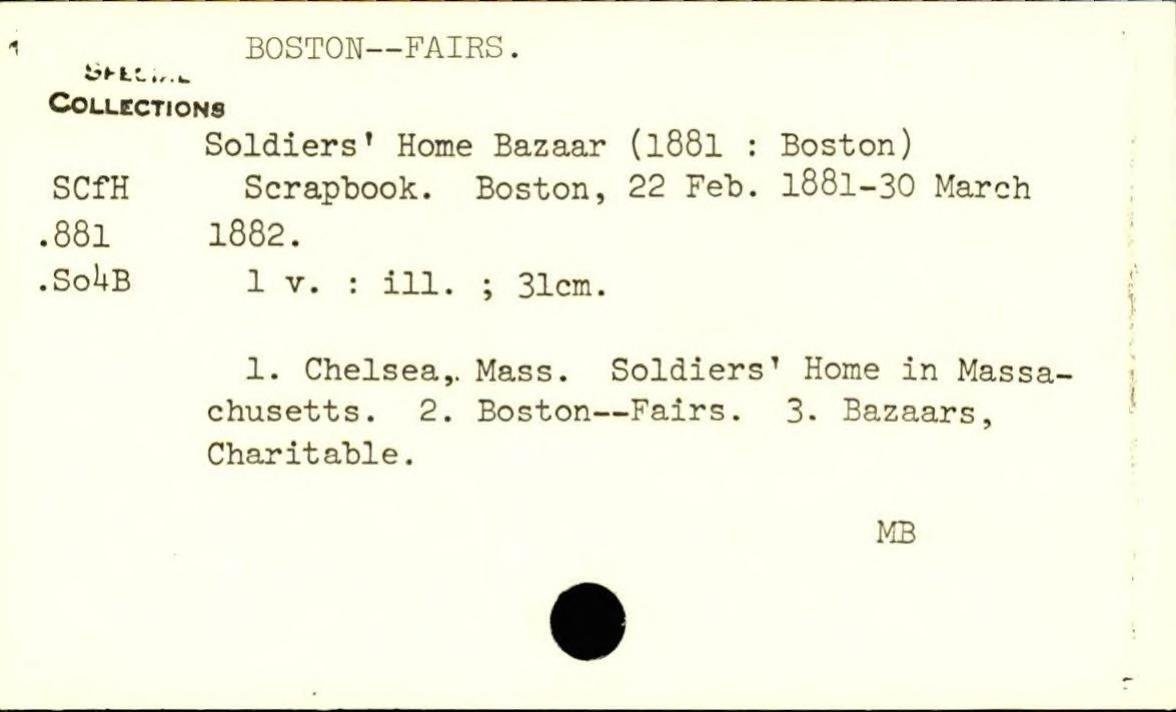 BOSTON--FAIRS.
SPECIAL
COLLECTIONS
Soldiers' Home Bazaar (1881 : Boston)
SCfH Scrapbook. Boston, 22 Feb. 1881-30 March
.881 1882.
.So4B 1 v. : ill. ; 31cm.
1. Chelsea,. Mass. Soldiers' Home in Massa-
chusetts. 2. Boston--Fairs. 3. Bazaars,
Charitable.
MB